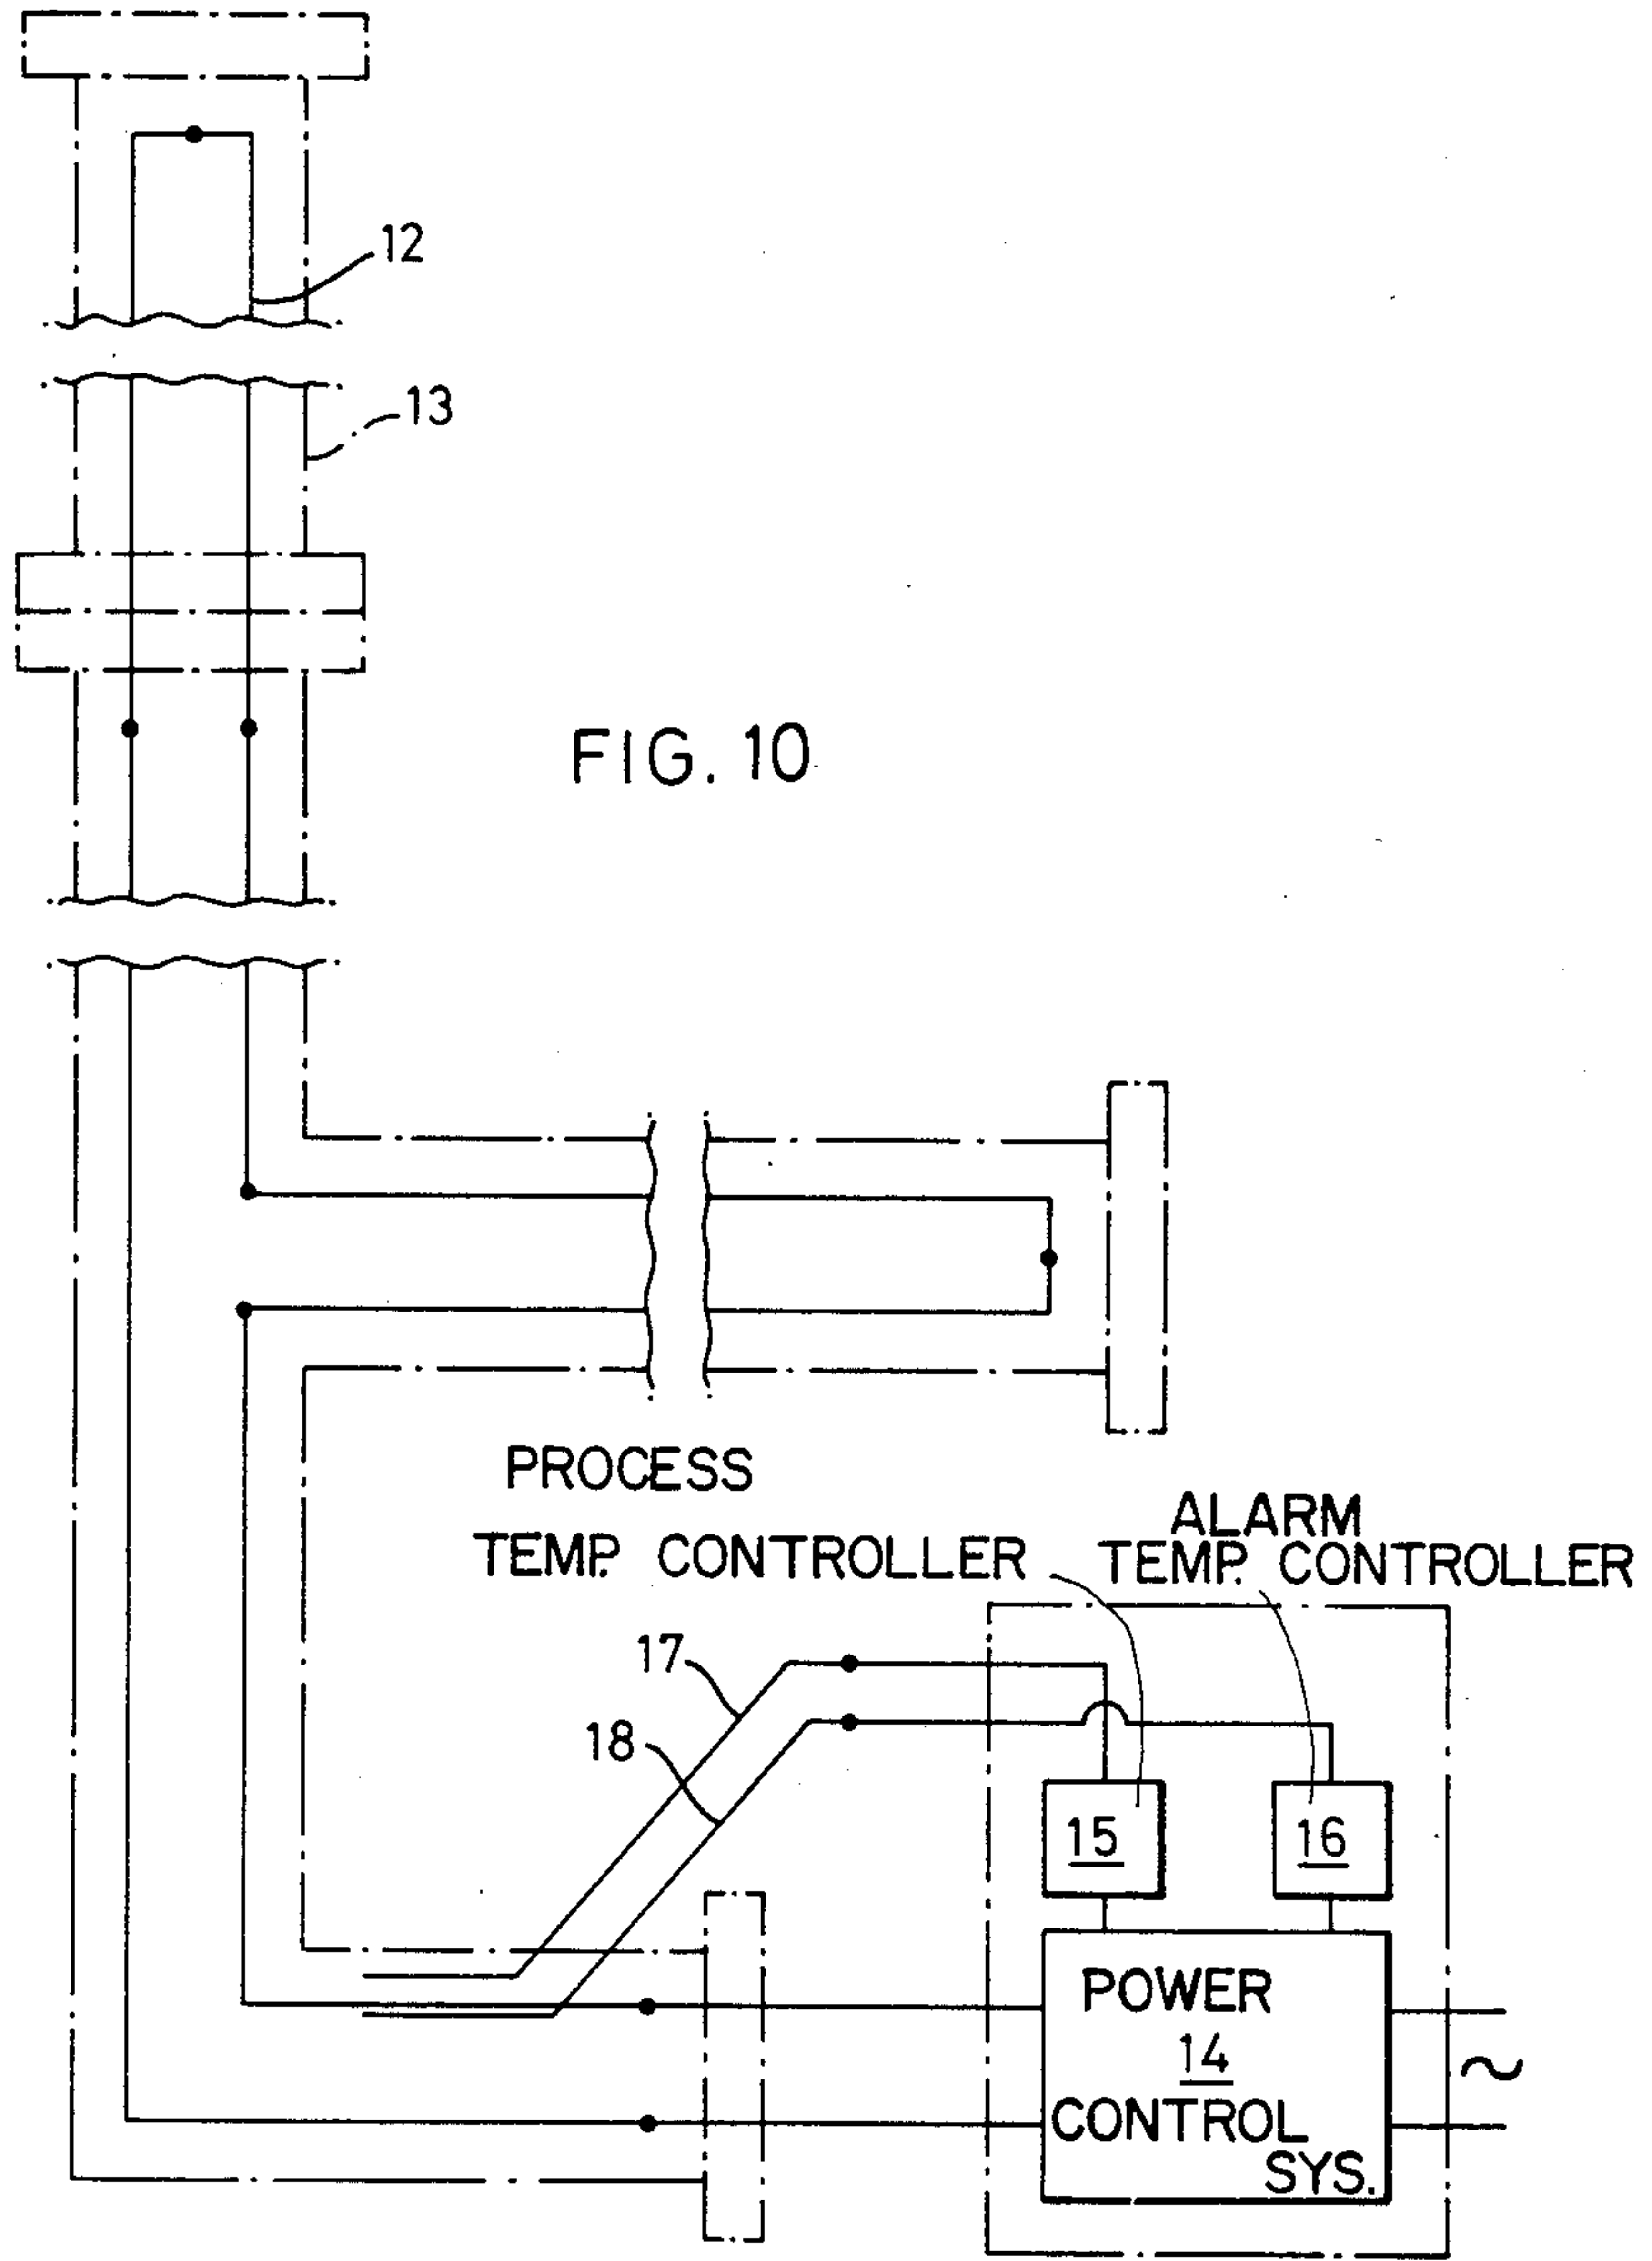 12
13
FIG. 10
PROCESS
TEMP. CONTROLLER
ALARM
TEMP. CONTROLLER
17
18
15
16
POWER
14
CONTROL
SYS.
~